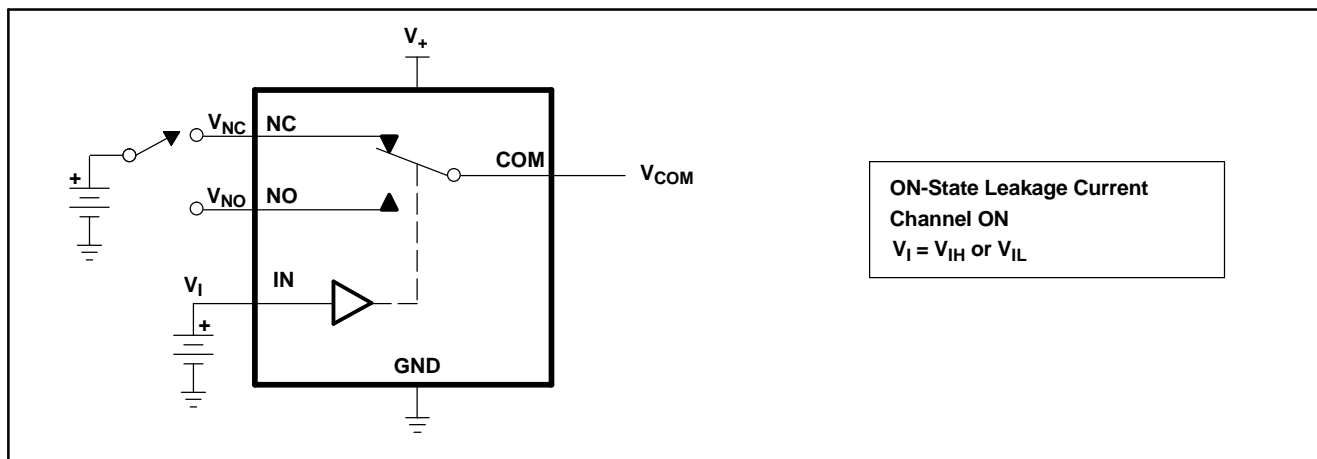 V+
VNC NC
COM
VCOM
+
VNO NO
VI IN
+
GND
ON-State Leakage Current
Channel ON
VI = VIH or VIL